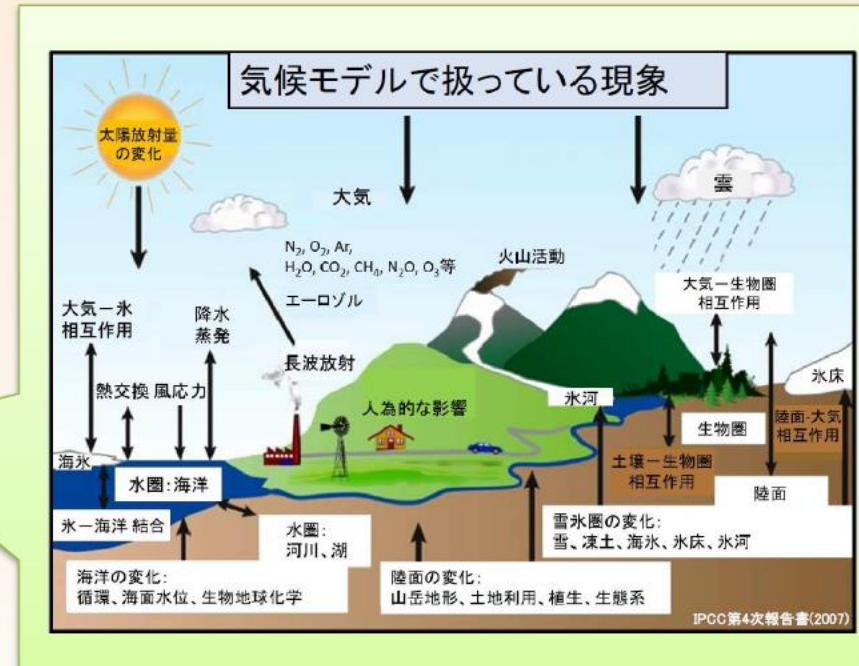 気候モデルで扱っている現象
太陽放射量
の変化
雲
大気
N₂, O₂, Ar,
H₂O, CO₂, CH₄, N₂O, O₃等
エーロゾル
火山活動
大気ー生物圏
相互作用
大気ー氷
相互作用
降水
蒸発
長波放射
熱交換 風応力
人為的な影響
氷河
氷床
海氷
生物圏
陸面-大気
相互作用
水圏:海洋
土壌ー生物圏
相互作用
陸面
氷ー海洋 結合
水圏:
河川、湖
雪氷圏の変化:
雪、凍土、海氷、氷床、氷河
海洋の変化:
循環、海面水位、生物地球化学
陸面の変化:
山岳地形、土地利用、植生、生態系
IPCC第4次報告書(2007)